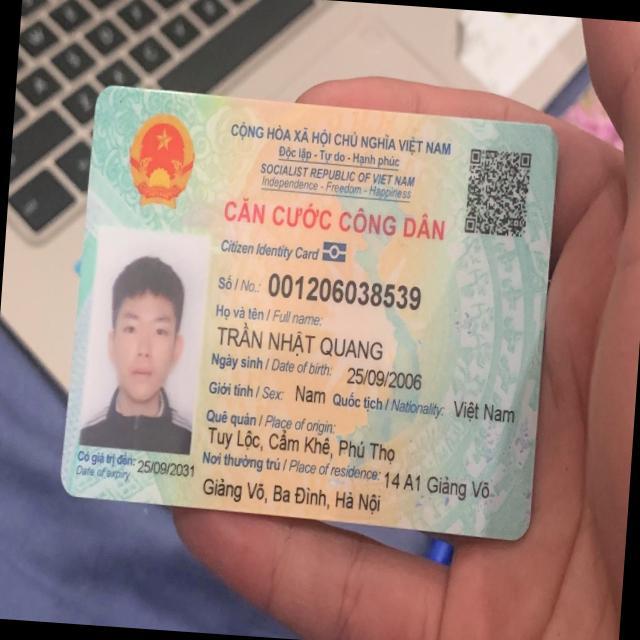 CỘNG HÒA XÃ HỘI CHỦ NGHĨA VIỆT NAM
Độc lập - Tự do - Hạnh phúc
SOCIALIST REPUBLIC OF VIET NAM
Independence - Freedom - Happiness
CĂN CƯỚC CÔNG DÂN
Citizen Identity Card
Số / No.: 001206038539
Họ và tên / Full name:
TRẦN NHẬT QUANG
Ngày sinh / Date of birth: 25/09/2006
Giới tính / Sex: Nam Quốc tịch / Nationality: Việt Nam
Quê quán / Place of origin:
Tuy Lộc, Cẩm Khê, Phú Thọ
Nơi thường trú / Place of residence: 14 A1 Giảng Võ
Giảng Võ, Ba Đình, Hà Nội
Có giá trị đến: 25/09/2031
Date of expiry